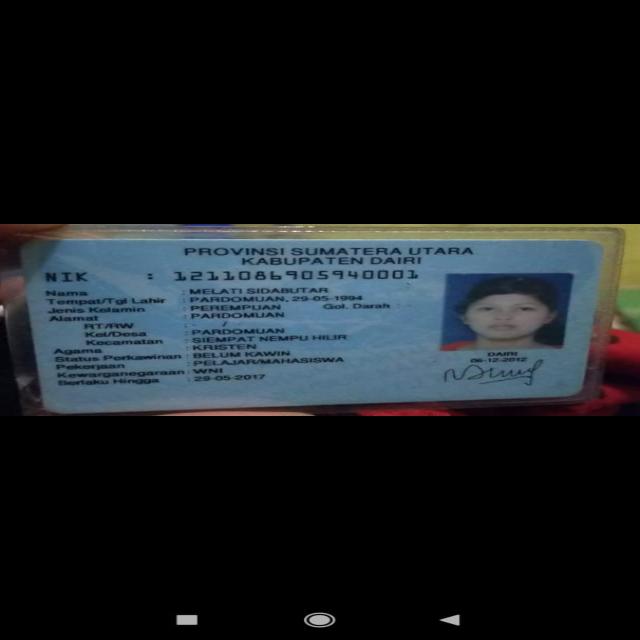 PROVINSI SUMATERA UTARA
KABUPATEN DAIRI
NIK : 1211086905940001
Nama : MELATI SIDABUTAR
Tempat/Tgl Lahir : PARDOMUAN, 29-05-1994
Jenis Kelamin : PEREMPUAN Gol. Darah :
Alamat : PARDOMUAN
RT/RW : /
Kel/Desa : PARDOMUAN
Kecamatan : SIEMPAT NEMPU HILIR
Agama : KRISTEN
Status Perkawinan : BELUM KAWIN
Pekerjaan : PELAJAR/MAHASISWA
Kewarganegaraan : WNI
Berlaku Hingga : 29-05-2017
DAIRI
06-12-2012